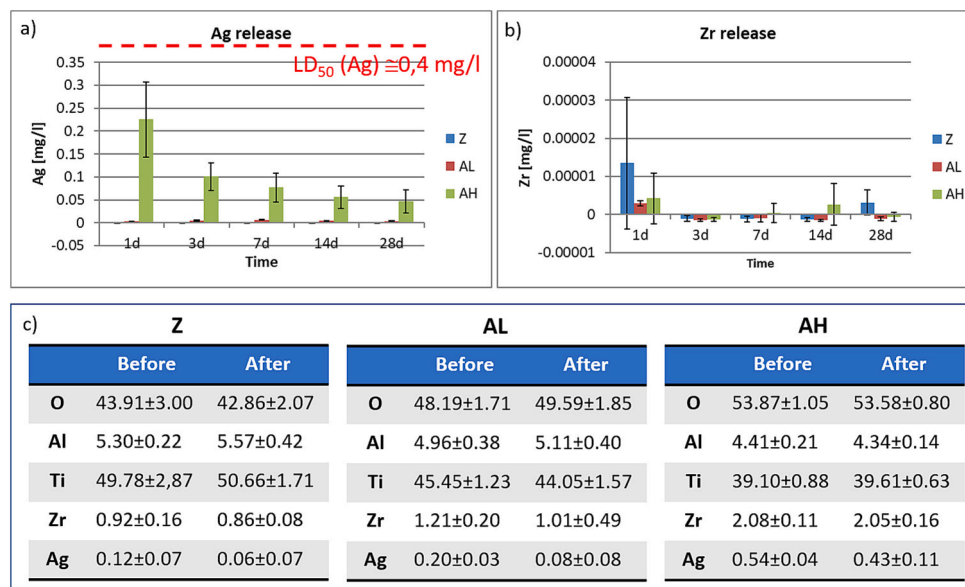 a)
Ag release
LD50 (Ag) ≅0,4 mg/l
0.35
0.3
0.25
0.2
0.15
0.1
0.05
0
-0.05
Ag [mg/l]
1d 3d 7d 14d 28d
Time
Z
AL
AH
b)
Zr release
0.00004
0.00003
0.00002
0.00001
0
-0.00001
Zr [mg/l]
1d 3d 7d 14d 28d
Time
Z
AL
AH
c)
Z
Before After
O 43.91±3.00 42.86±2.07
Al 5.30±0.22 5.57±0.42
Ti 49.78±2,87 50.66±1.71
Zr 0.92±0.16 0.86±0.08
Ag 0.12±0.07 0.06±0.07
AL
Before After
O 48.19±1.71 49.59±1.85
Al 4.96±0.38 5.11±0.40
Ti 45.45±1.23 44.05±1.57
Zr 1.21±0.20 1.01±0.49
Ag 0.20±0.03 0.08±0.08
AH
Before After
O 53.87±1.05 53.58±0.80
Al 4.41±0.21 4.34±0.14
Ti 39.10±0.88 39.61±0.63
Zr 2.08±0.11 2.05±0.16
Ag 0.54±0.04 0.43±0.11